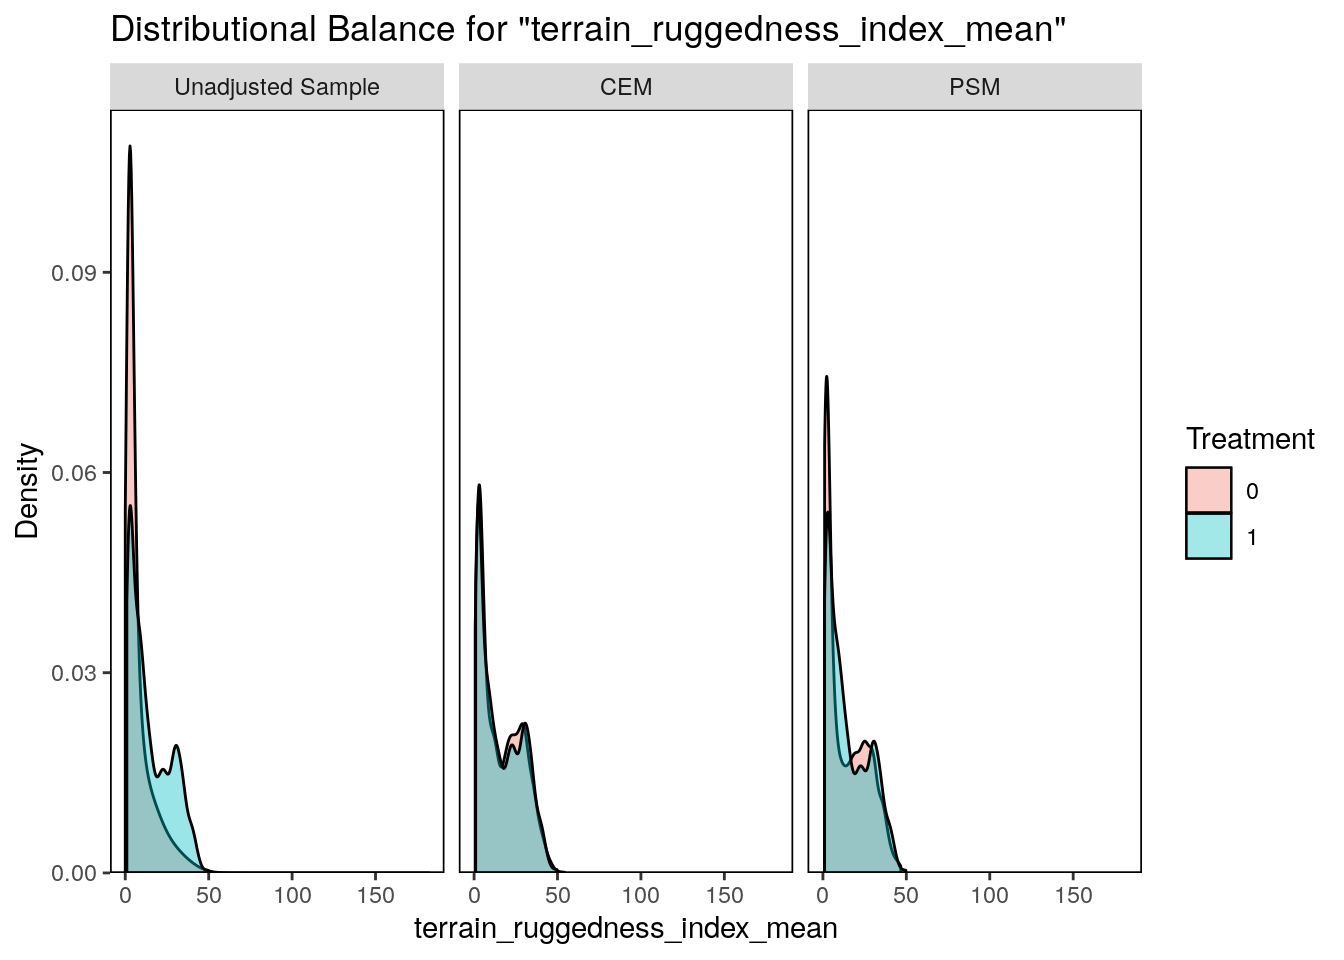 Distributional Balance for "terrain_ruggedness_index_mean"
Unadjusted Sample
CEM
PSM
Density
0.09
0.06
0.03
0.00
0 50 100 150
0 50 100 150
0 50 100 150
terrain_ruggedness_index_mean
Treatment
0
1